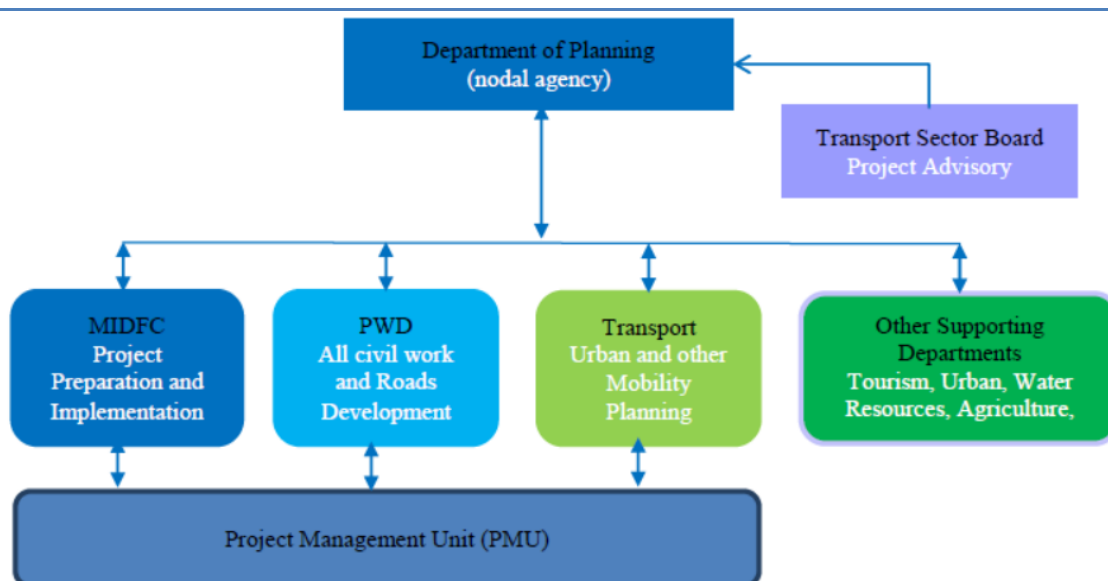 Department of Planning
(nodal agency)
Transport Sector Board
Project Advisory
MIDFC
Project
Preparation and
Implementation
PWD
All civil work
and Roads
Development
Transport
Urban and other
Mobility
Planning
Other Supporting
Departments
Tourism, Urban, Water
Resources, Agriculture,
Project Management Unit (PMU)